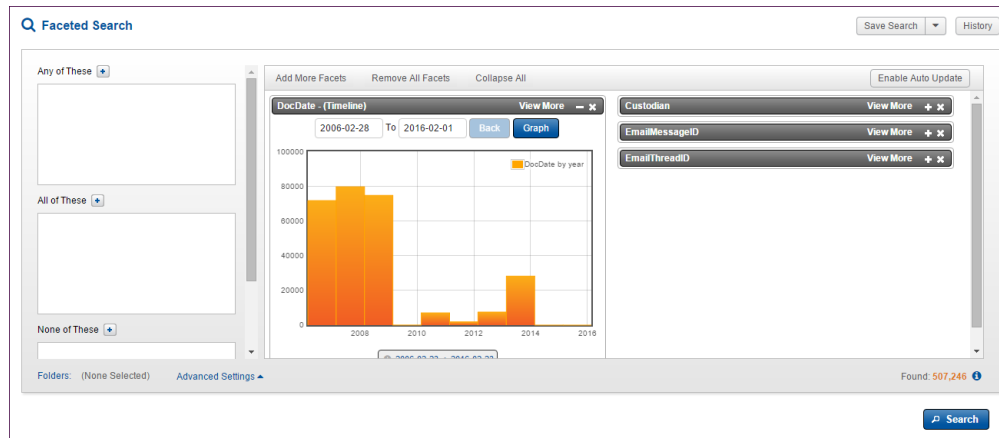 Faceted Search
Save Search
History
Any of These
All of These
None of These
Add More Facets Remove All Facets Collapse All
Enable Auto Update
DocDate - (Timeline) View More
2006-02-28 To 2016-02-01 Back Graph
100000
80000
60000
40000
20000
0
DocDate by year
2008 2010 2012 2014 2016
Custodian View More
EmailMessageID View More
EmailThreadID View More
Folders: (None Selected) Advanced Settings
Found: 507,246
Search